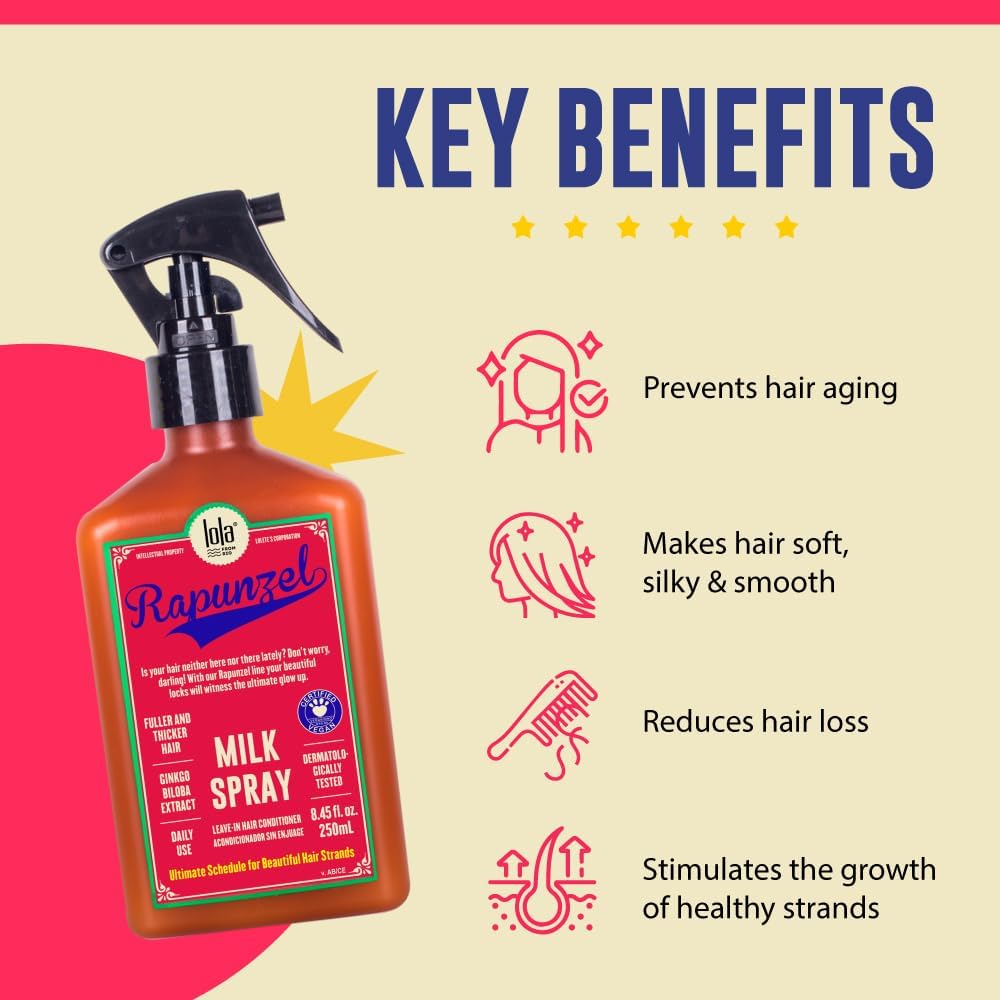 KEY BENEFITS
Prevents hair aging
Makes hair soft,
silky & smooth
Reduces hair loss
Stimulates the growth
of healthy strands
lola®
FROM
RIO
INTELLECTUAL PROPERTY
LOLETE'S CORPORATION
Rapunzel
Is your hair neither here nor there lately? Don't worry,
darling! With our Rapunzel line your beautiful
locks will witness the ultimate glow up.
CERTIFIED
VEGAN
FULLER AND
THICKER
HAIR
GINKGO
BILOBA
EXTRACT
DAILY
USE
MILK
SPRAY
LEAVE-IN HAIR CONDITIONER
ACONDICIONADOR SIN ENJUAGE
DERMATOLO-
GICALLY
TESTED
8.45 fl. oz.
250mL
Ultimate Schedule for Beautiful Hair Strands
v. AB/CE